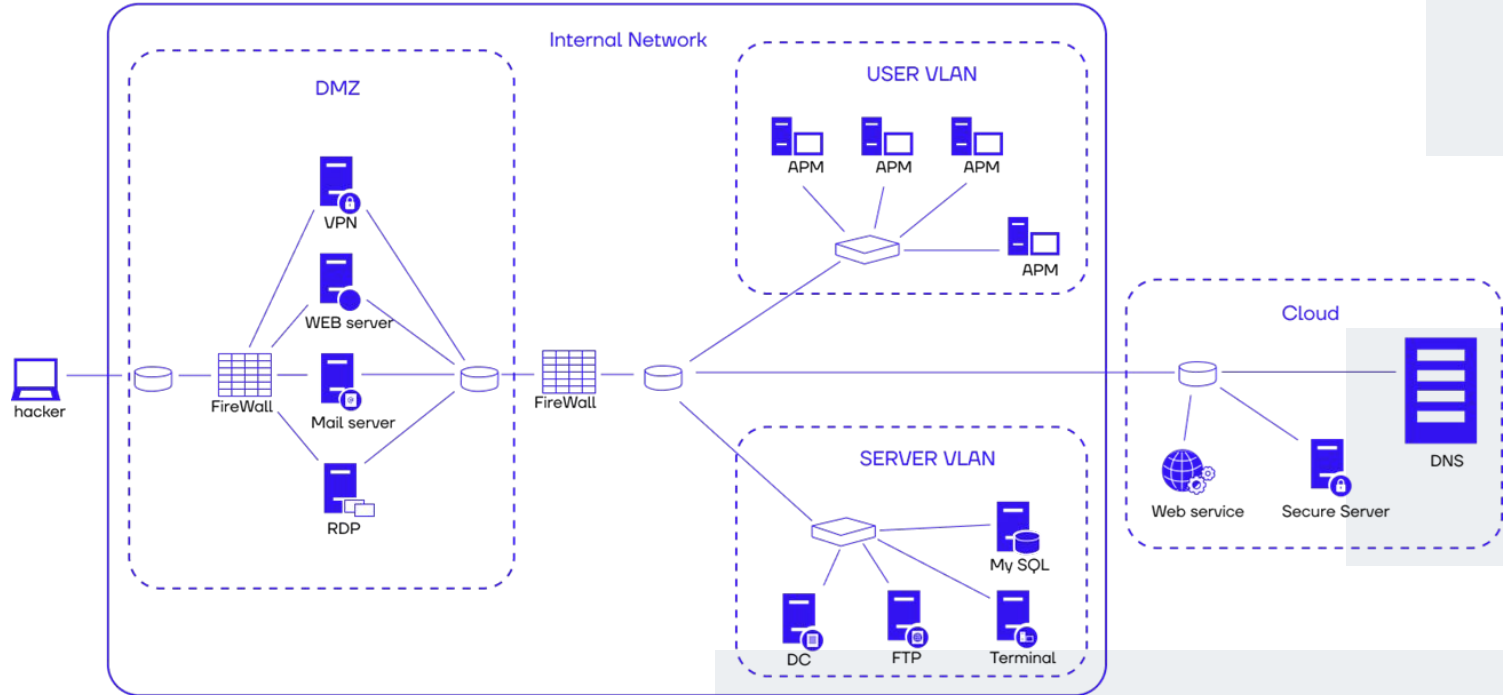 Internal Network
DMZ
USER VLAN
VPN
WEB server
Mail server
RDP
hacker
FireWall
FireWall
APM
APM
APM
APM
SERVER VLAN
My SQL
DC
FTP
Terminal
Cloud
DNS
Web service
Secure Server